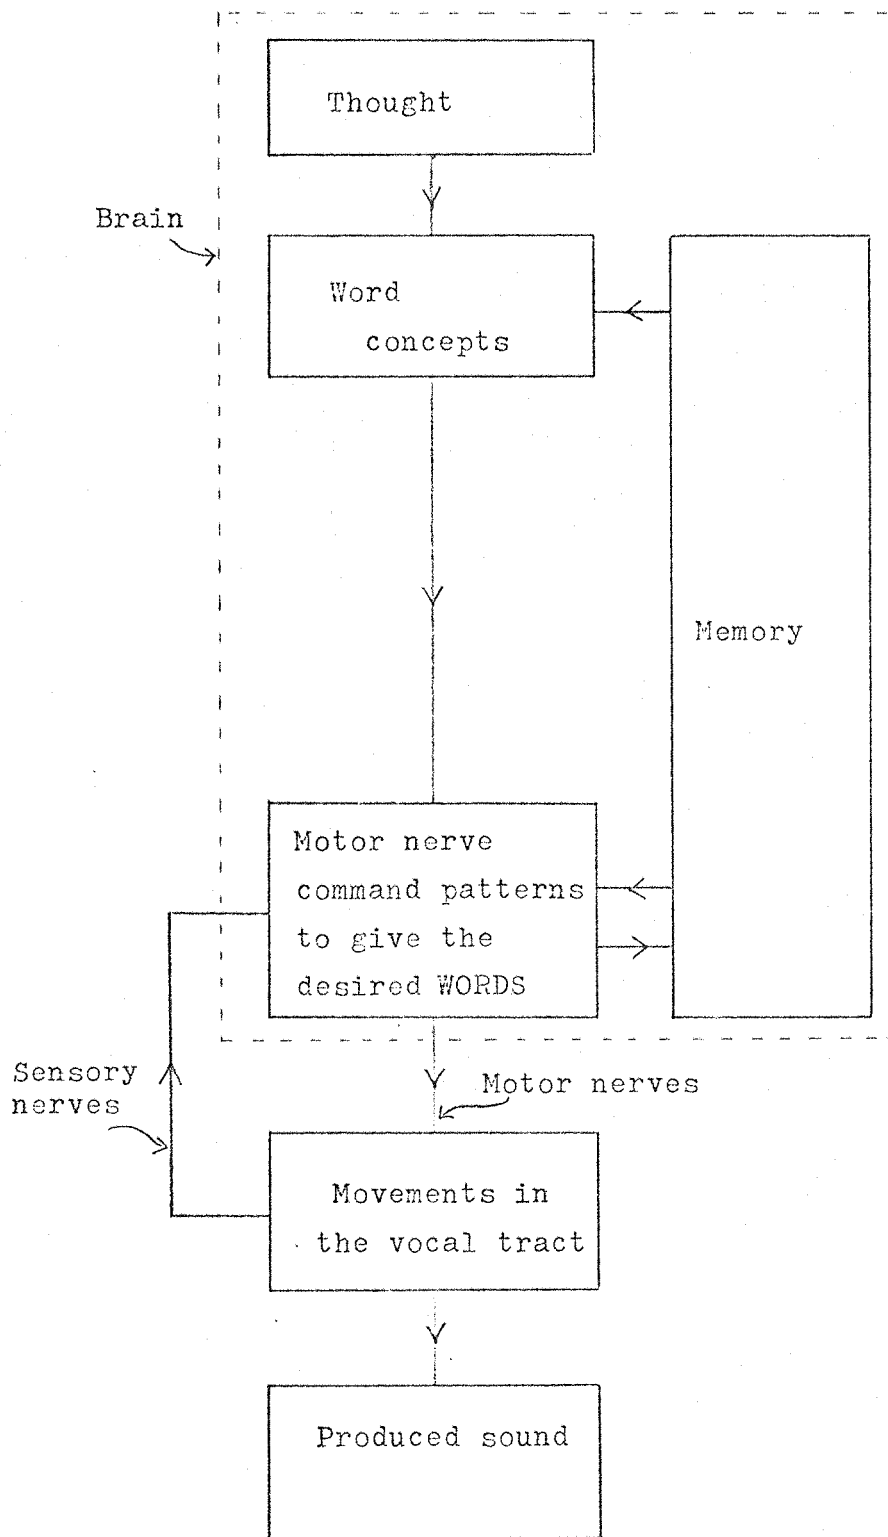 Thought
Brain
Word
concepts
Memory
Motor nerve
command patterns
to give the
desired WORDS
Sensory
nerves
Motor nerves
Movements in
the vocal tract
Produced sound